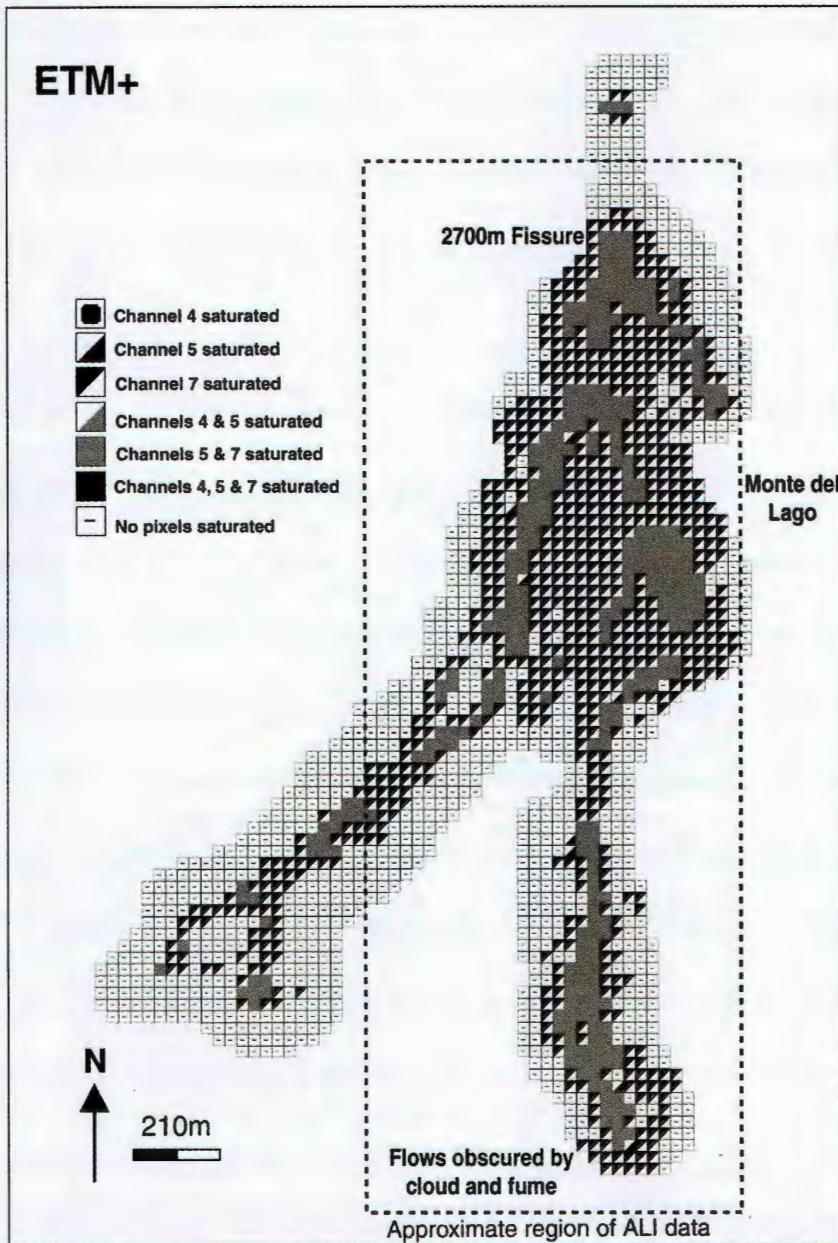 ETM+
2700m Fissure
Channel 4 saturated
Channel 5 saturated
Channel 7 saturated
Channels 4 & 5 saturated
Channels 5 & 7 saturated
Channels 4, 5 & 7 saturated
No pixels saturated
Monte del
Lago
N
210m
Flows obscured by
cloud and fume
Approximate region of ALI data